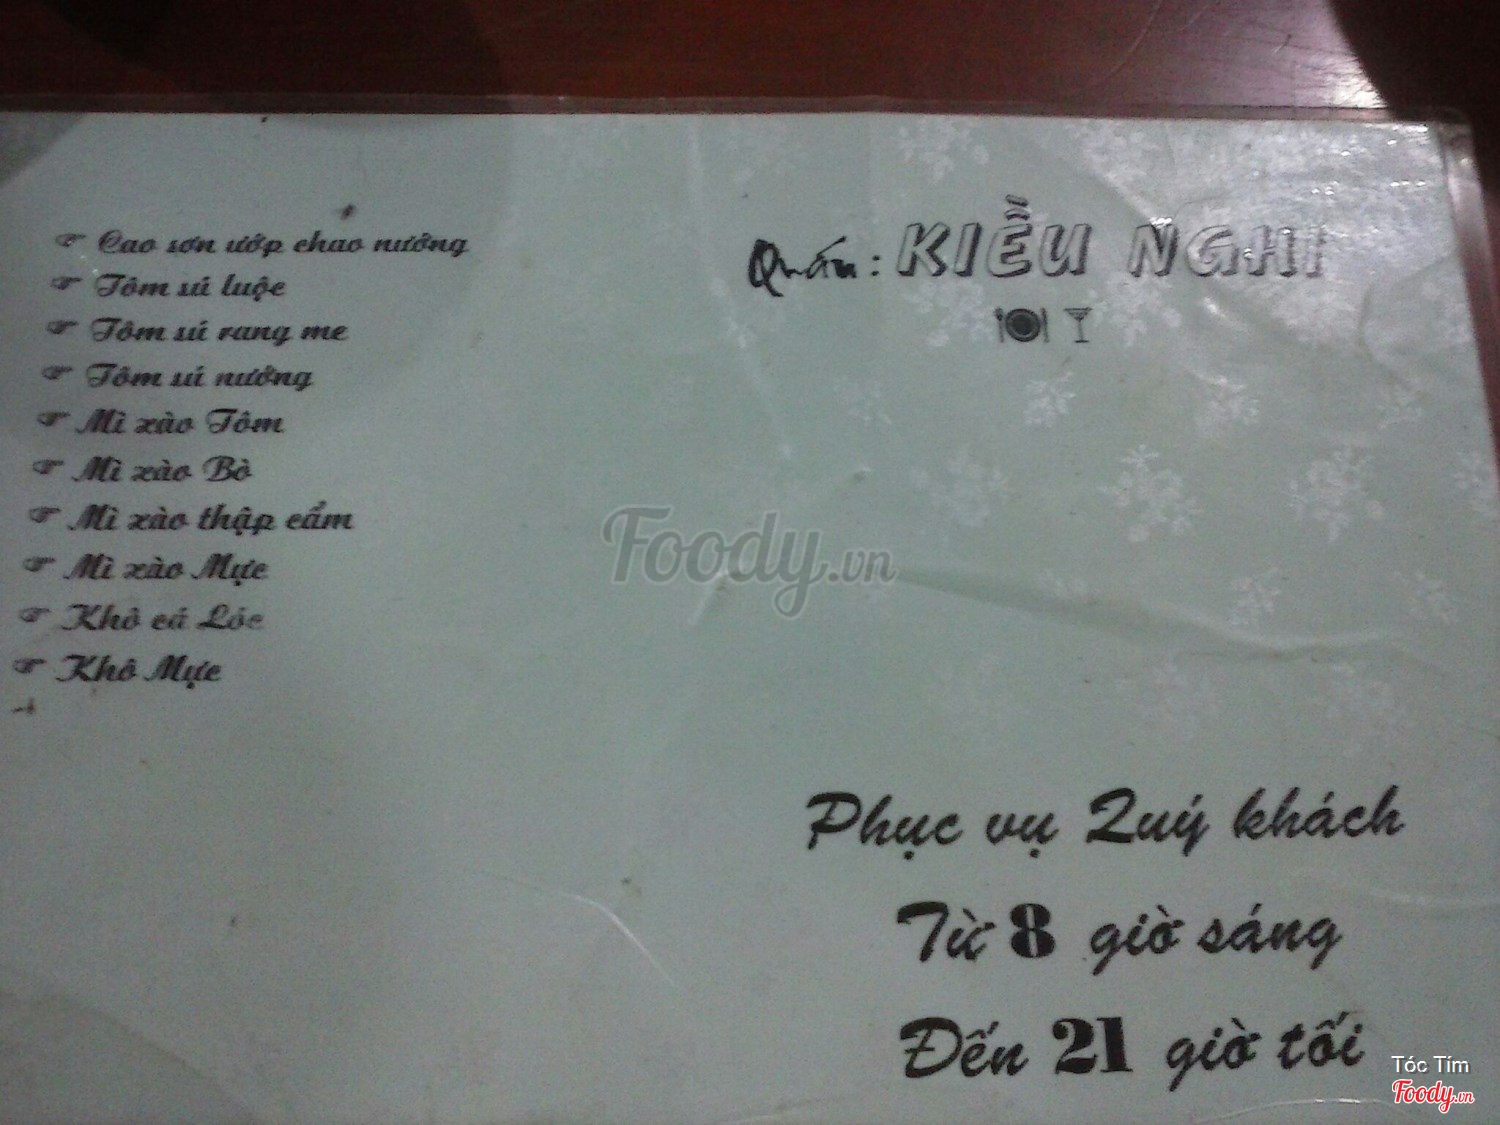 Cao sơn ướp chao nướng
Tôm sú luộc
Tôm sú rang me
Tôm sú nướng
Mì xào Tôm
Mì xào Bò
Mì xào thập cẩm
Mì xào Mực
Khô cá Lóc
Khô Mực
Quán: KIỀU NGHI
Foody.vn
Phục vụ Quý khách
Từ 8 giờ sáng
Đến 21 giờ tối
Tóc Tím
Foody.vn